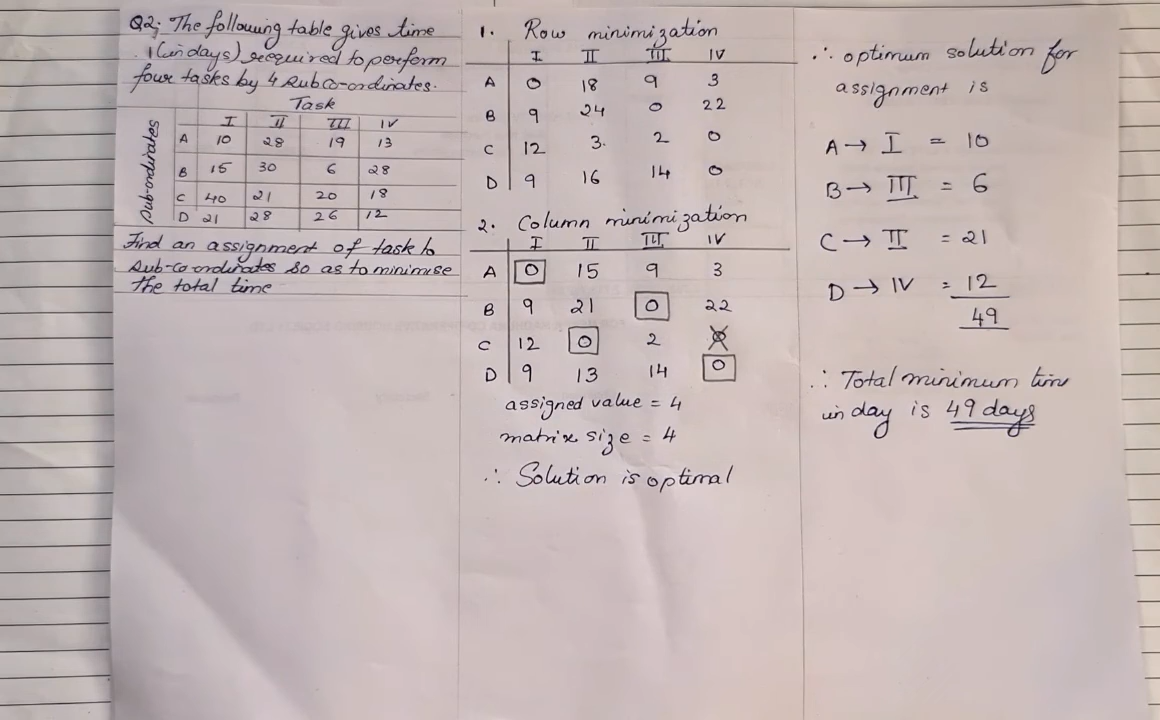 Q2; The following table gives time
(in days) required to perform
four tasks by 4 subco-ordinates.
Task
I II III IV
Sub-ordinates
A 10 28 19 13
B 15 30 6 28
C 40 21 20 18
D 21 28 26 12
Find an assignment of task to
sub-co ordinates so as to minimise
the total time
1. Row minimization
I II III IV
A 0 18 9 3
B 9 24 0 22
C 12 3. 2 0
D 9 16 14 0
2. Column minimization
I II III IV
A 0 15 9 3
B 9 21 0 22
C 12 0 2 0
D 9 13 14 0
assigned value = 4
matrix size = 4
∴ Solution is optimal
∴ optimum solution for
assignment is
A → I = 10
B → III = 6
C → II = 21
D → IV = 12
49
∴ Total minimum tim
in day is 49 days